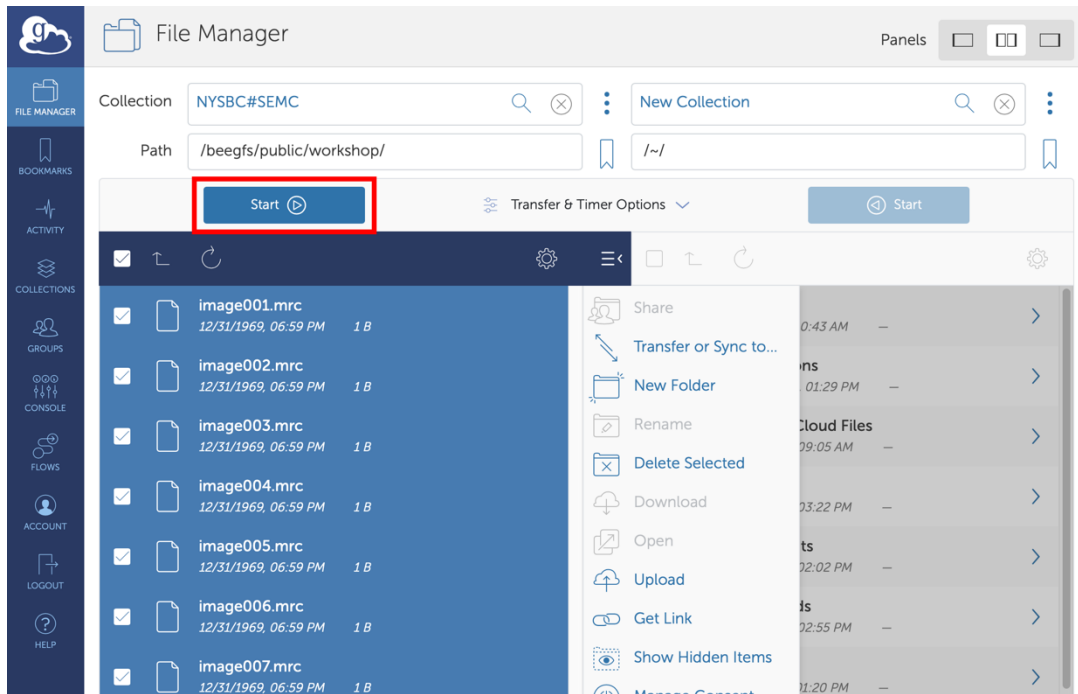 g
File Manager
Panels
FILE MANAGER
Collection
NYSBC#SEMC
New Collection
Path
/beegfs/public/workshop/
/~/
BOOKMARKS
Start
Transfer & Timer Options
Start
ACTIVITY
COLLECTIONS
GROUPS
CONSOLE
FLOWS
ACCOUNT
LOGOUT
HELP
image001.mrc
12/31/1969, 06:59 PM 1 B
image002.mrc
12/31/1969, 06:59 PM 1 B
image003.mrc
12/31/1969, 06:59 PM 1 B
image004.mrc
12/31/1969, 06:59 PM 1 B
image005.mrc
12/31/1969, 06:59 PM 1 B
image006.mrc
12/31/1969, 06:59 PM 1 B
image007.mrc
12/31/1969, 06:59 PM 1 B
Share
Transfer or Sync to...
New Folder
Rename
Delete Selected
Download
Open
Upload
Get Link
Show Hidden Items
Manage Consent
0:43 AM —
ons
, 01:29 PM —
Cloud Files
09:05 AM —
03:22 PM —
ts
02:02 PM —
ds
02:55 PM —
01:20 PM —